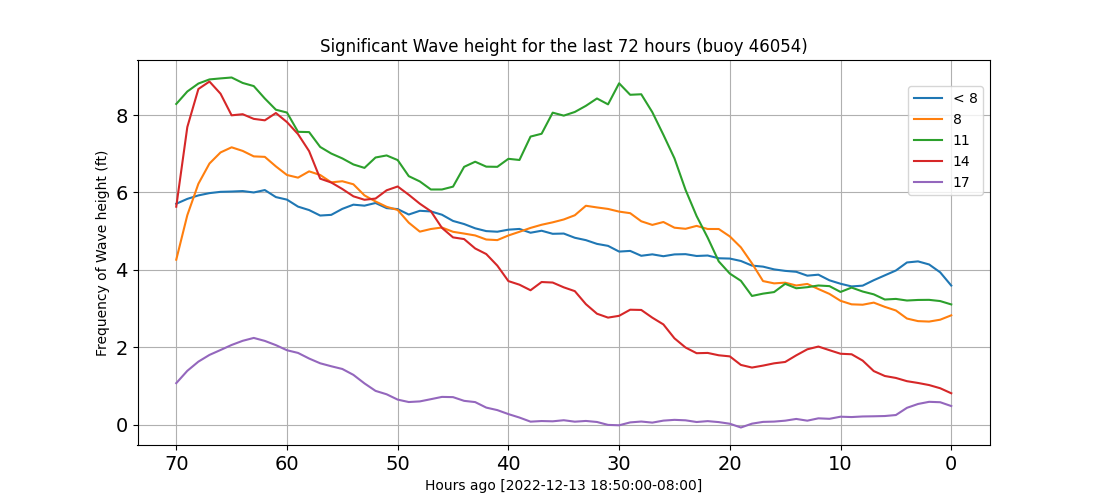 Significant Wave height for the last 72 hours (buoy 46054)
Frequency of Wave height (ft)
8
6
4
2
0
< 8
8
11
14
17
70 60 50 40 30 20 10 0
Hours ago [2022-12-13 18:50:00-08:00]